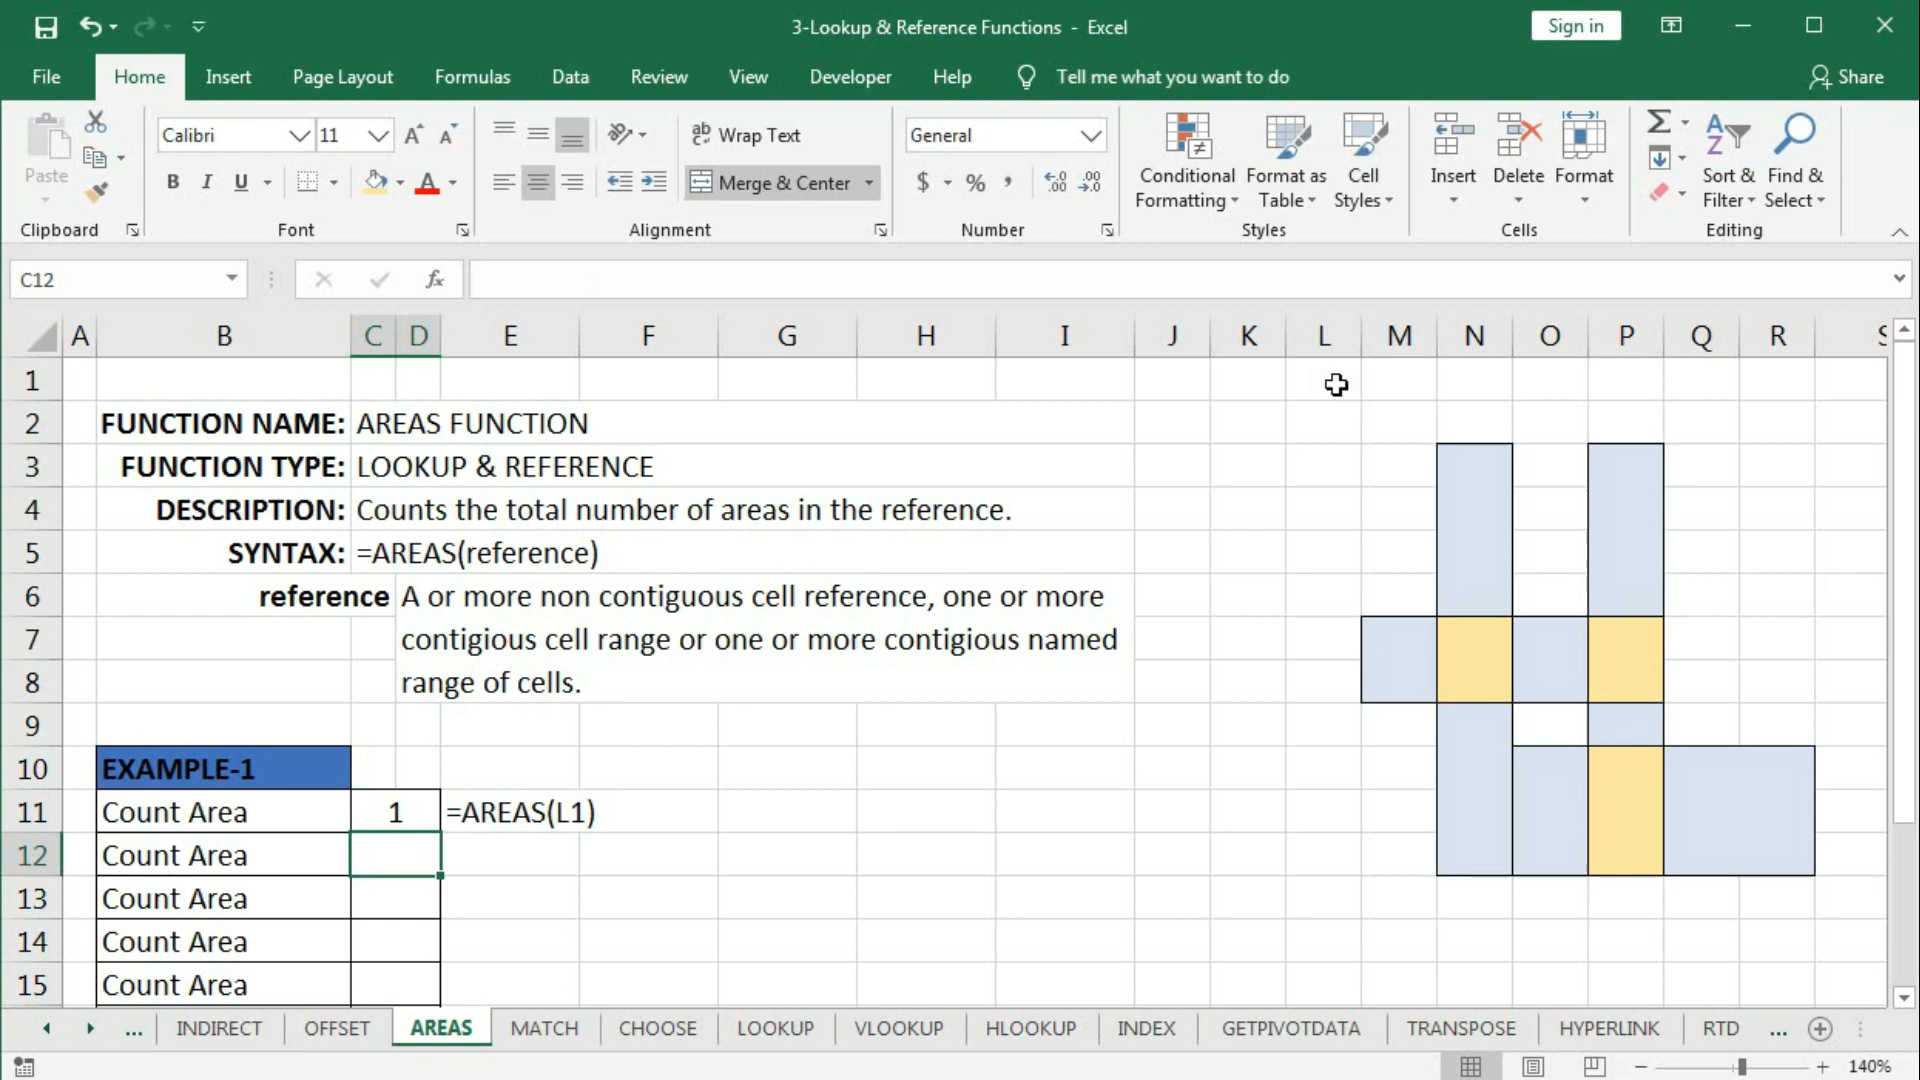 3-Lookup & Reference Functions - Excel
Sign in
File Home Insert Page Layout Formulas Data Review View Developer Help Tell me what you want to do Share
Paste
Clipboard
Calibri 11
B I U
Font
Wrap Text
Merge & Center
Alignment
General
$ % ,
Number
Conditional Formatting
Format as Table
Cell Styles
Styles
Insert Delete Format
Cells
Sort & Filter
Find & Select
Editing
C12
fx
A B C D E F G H I J K L M N O P Q R S
1
2 FUNCTION NAME: AREAS FUNCTION
3 FUNCTION TYPE: LOOKUP & REFERENCE
4 DESCRIPTION: Counts the total number of areas in the reference.
5 SYNTAX: =AREAS(reference)
6 reference A or more non contiguous cell reference, one or more
7 contigious cell range or one or more contigious named
8 range of cells.
9
10 EXAMPLE-1
11 Count Area 1 =AREAS(L1)
12 Count Area
13 Count Area
14 Count Area
15 Count Area
... INDIRECT OFFSET AREAS MATCH CHOOSE LOOKUP VLOOKUP HLOOKUP INDEX GETPIVOTDATA TRANSPOSE HYPERLINK RTD ...
140%